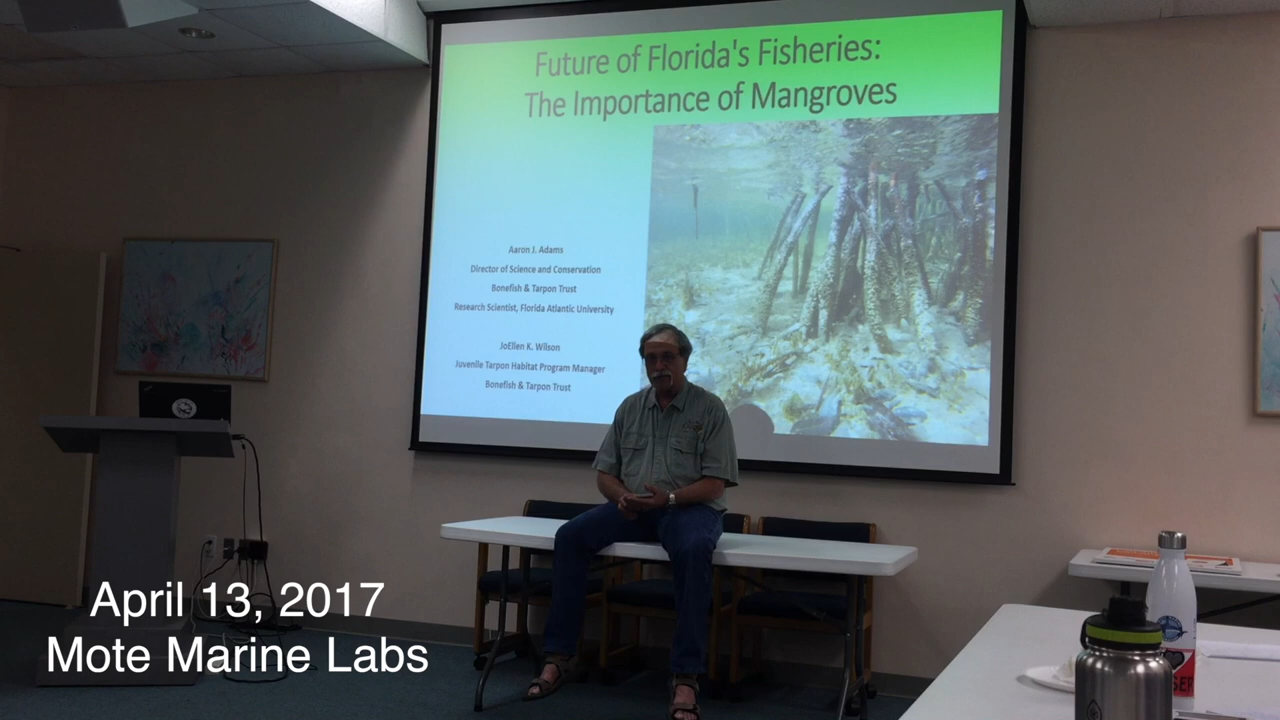 Future of Florida's Fisheries:
The Importance of Mangroves
Aaron J. Adams
Director of Science and Conservation
Bonefish & Tarpon Trust
Research Scientist, Florida Atlantic University
JoEllen K. Wilson
Juvenile Tarpon Habitat Program Manager
Bonefish & Tarpon Trust
April 13, 2017
Mote Marine Labs